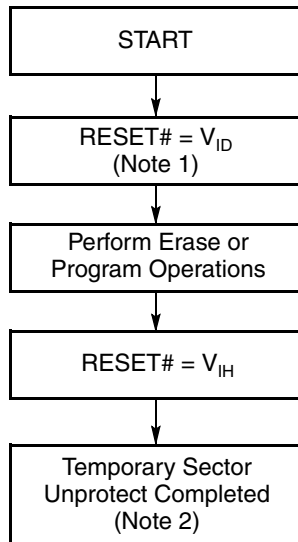 START
RESET# = V_ID
(Note 1)
Perform Erase or
Program Operations
RESET# = V_IH
Temporary Sector
Unprotect Completed
(Note 2)